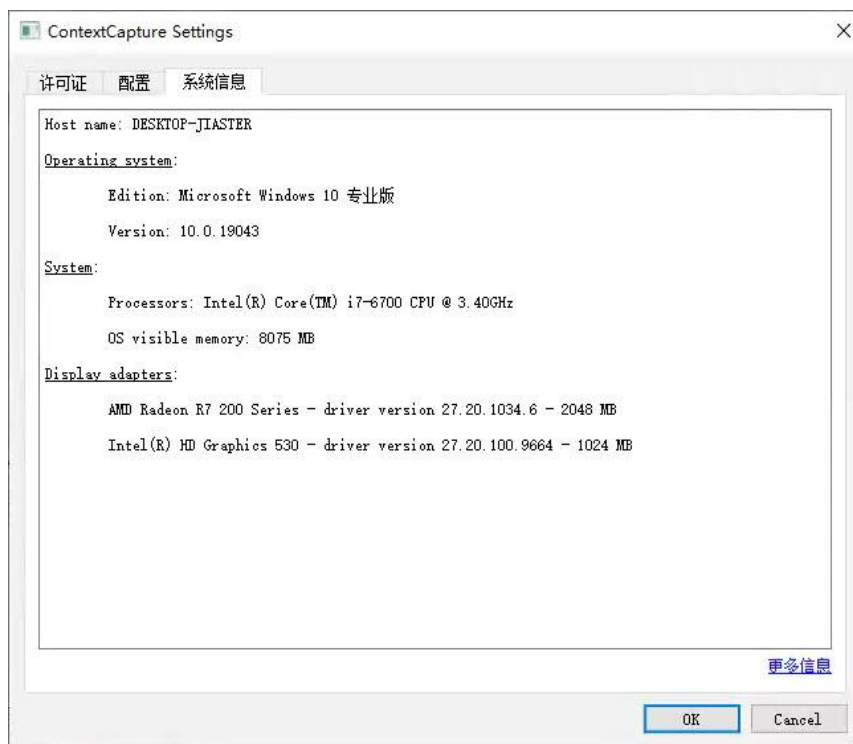 ContextCapture Settings
许可证 配置 系统信息
Host name: DESKTOP-JIASTER
Operating system:
Edition: Microsoft Windows 10 专业版
Version: 10.0.19043
System:
Processors: Intel(R) Core(TM) i7-6700 CPU @ 3.40GHz
OS visible memory: 8075 MB
Display adapters:
AMD Radeon R7 200 Series - driver version 27.20.1034.6 - 2048 MB
Intel(R) HD Graphics 530 - driver version 27.20.100.9664 - 1024 MB
更多信息
OK Cancel